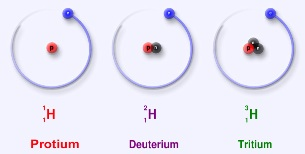 P P P
¹₁H ²₁H ³₁H
Protium Deuterium Tritium